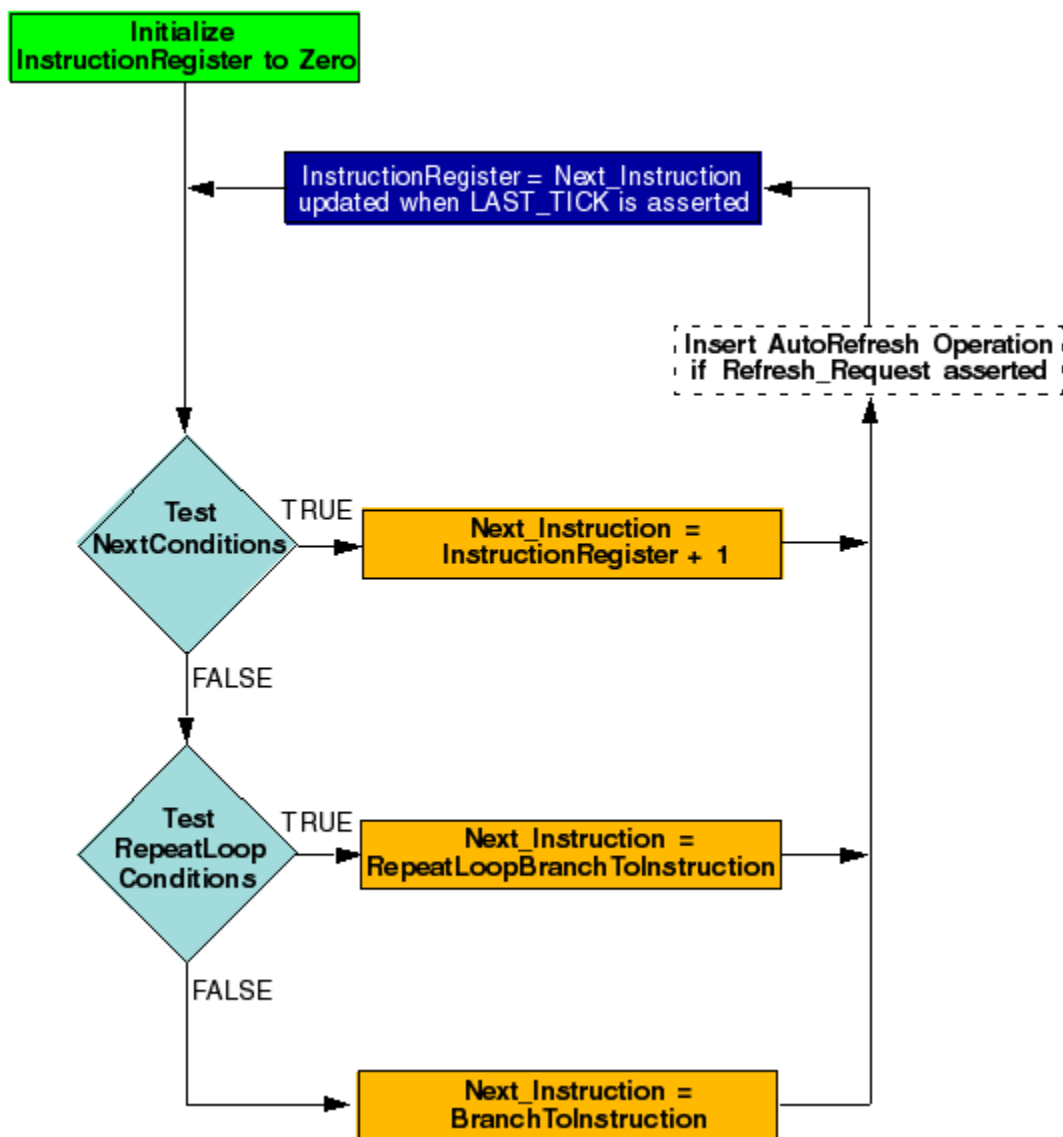 Initialize
InstructionRegister to Zero
InstructionRegister = Next_Instruction
updated when LAST_TICK is asserted
Insert AutoRefresh Operation
if Refresh_Request asserted
Test
NextConditions
TRUE
Next_Instruction =
InstructionRegister + 1
FALSE
Test
RepeatLoop
Conditions
TRUE
Next_Instruction =
RepeatLoopBranchToInstruction
FALSE
Next_Instruction =
BranchToInstruction